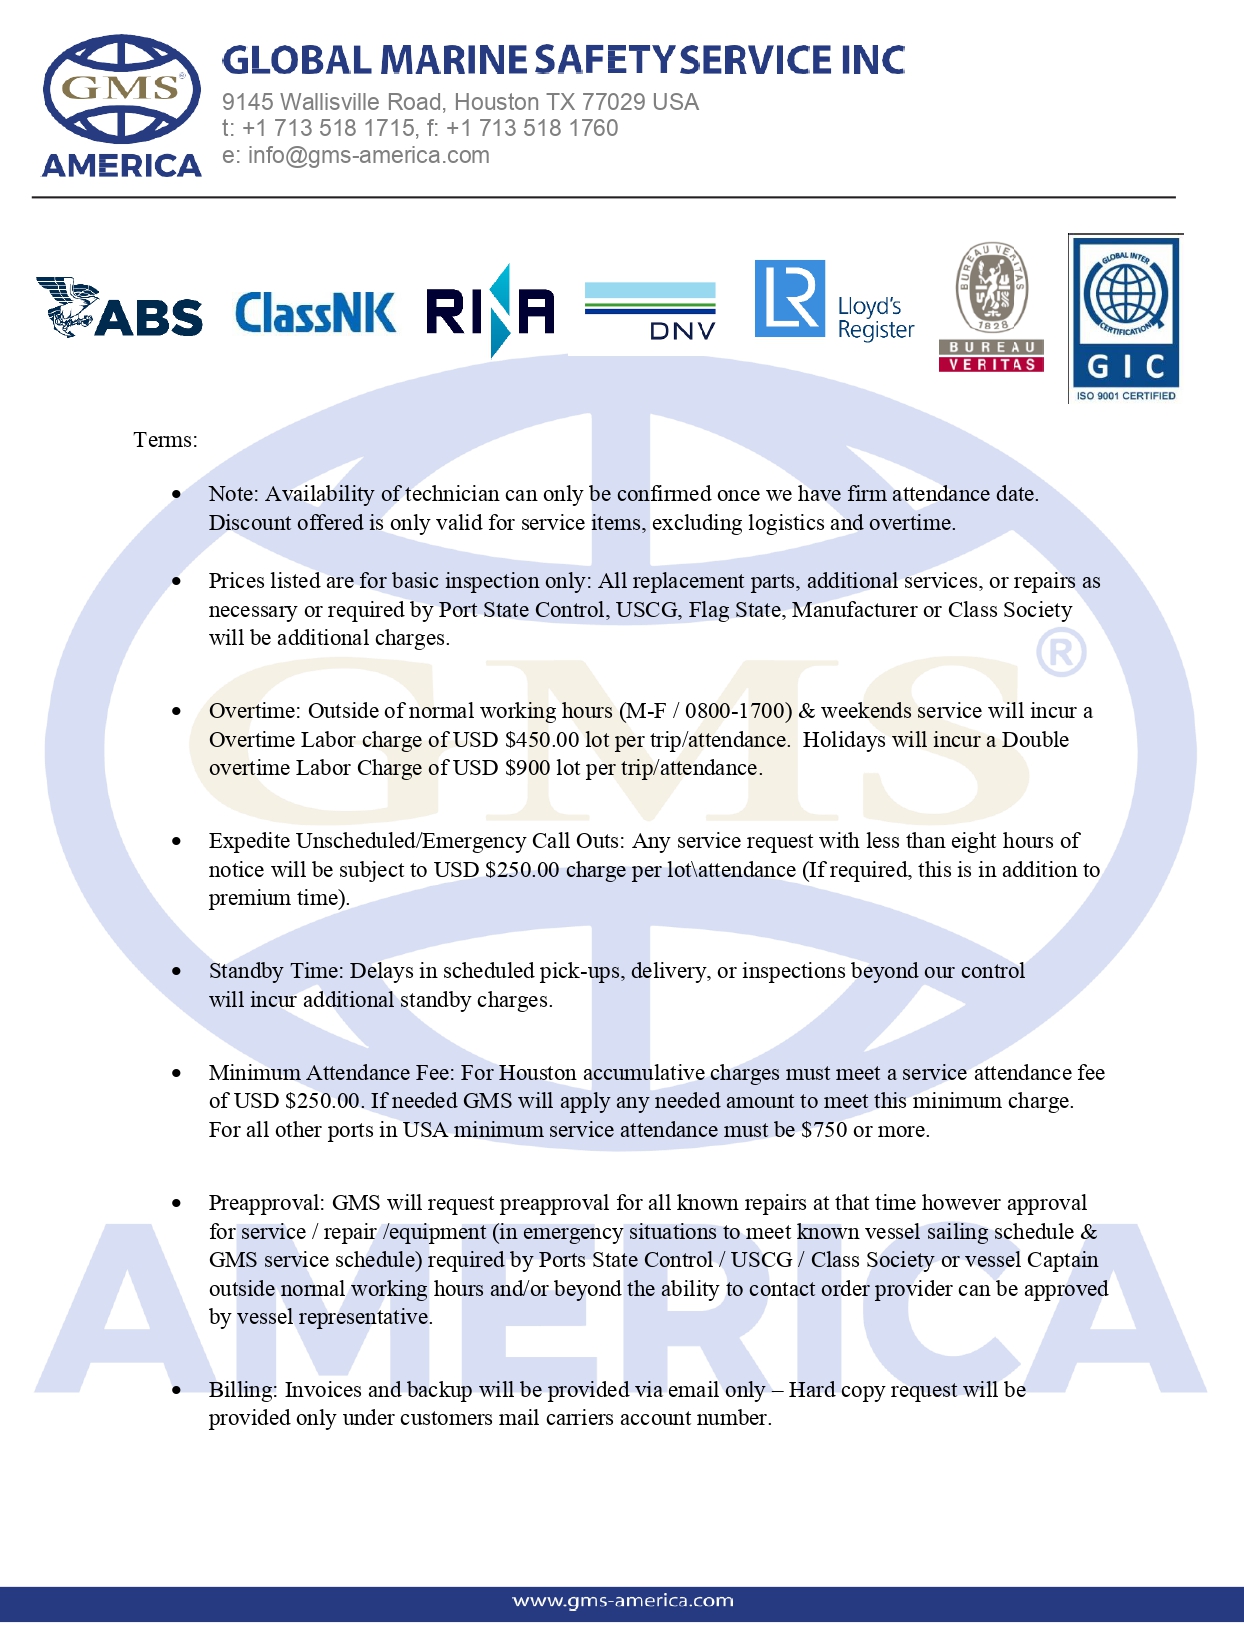 GMS®
AMERICA
GLOBAL MARINE SAFETY SERVICE INC
9145 Wallisville Road, Houston TX 77029 USA
t: +1 713 518 1715, f: +1 713 518 1760
e: info@gms-america.com
ABS
ClassNK
RINA
DNV
LR
Lloyd's
Register
BUREAU VERITAS
1828
BUREAU
VERITAS
GLOBAL INTER
CERTIFICATION
GIC
ISO 9001 CERTIFIED
Terms:
• Note: Availability of technician can only be confirmed once we have firm attendance date.
Discount offered is only valid for service items, excluding logistics and overtime.
• Prices listed are for basic inspection only: All replacement parts, additional services, or repairs as
necessary or required by Port State Control, USCG, Flag State, Manufacturer or Class Society
will be additional charges.
• Overtime: Outside of normal working hours (M-F / 0800-1700) & weekends service will incur a
Overtime Labor charge of USD $450.00 lot per trip/attendance.  Holidays will incur a Double
overtime Labor Charge of USD $900 lot per trip/attendance.
• Expedite Unscheduled/Emergency Call Outs: Any service request with less than eight hours of
notice will be subject to USD $250.00 charge per lot\attendance (If required, this is in addition to
premium time).
• Standby Time: Delays in scheduled pick-ups, delivery, or inspections beyond our control
will incur additional standby charges.
• Minimum Attendance Fee: For Houston accumulative charges must meet a service attendance fee
of USD $250.00. If needed GMS will apply any needed amount to meet this minimum charge.
For all other ports in USA minimum service attendance must be $750 or more.
• Preapproval: GMS will request preapproval for all known repairs at that time however approval
for service / repair /equipment (in emergency situations to meet known vessel sailing schedule &
GMS service schedule) required by Ports State Control / USCG / Class Society or vessel Captain
outside normal working hours and/or beyond the ability to contact order provider can be approved
by vessel representative.
• Billing: Invoices and backup will be provided via email only – Hard copy request will be
provided only under customers mail carriers account number.
GMS®
AMERICA
www.gms-america.com